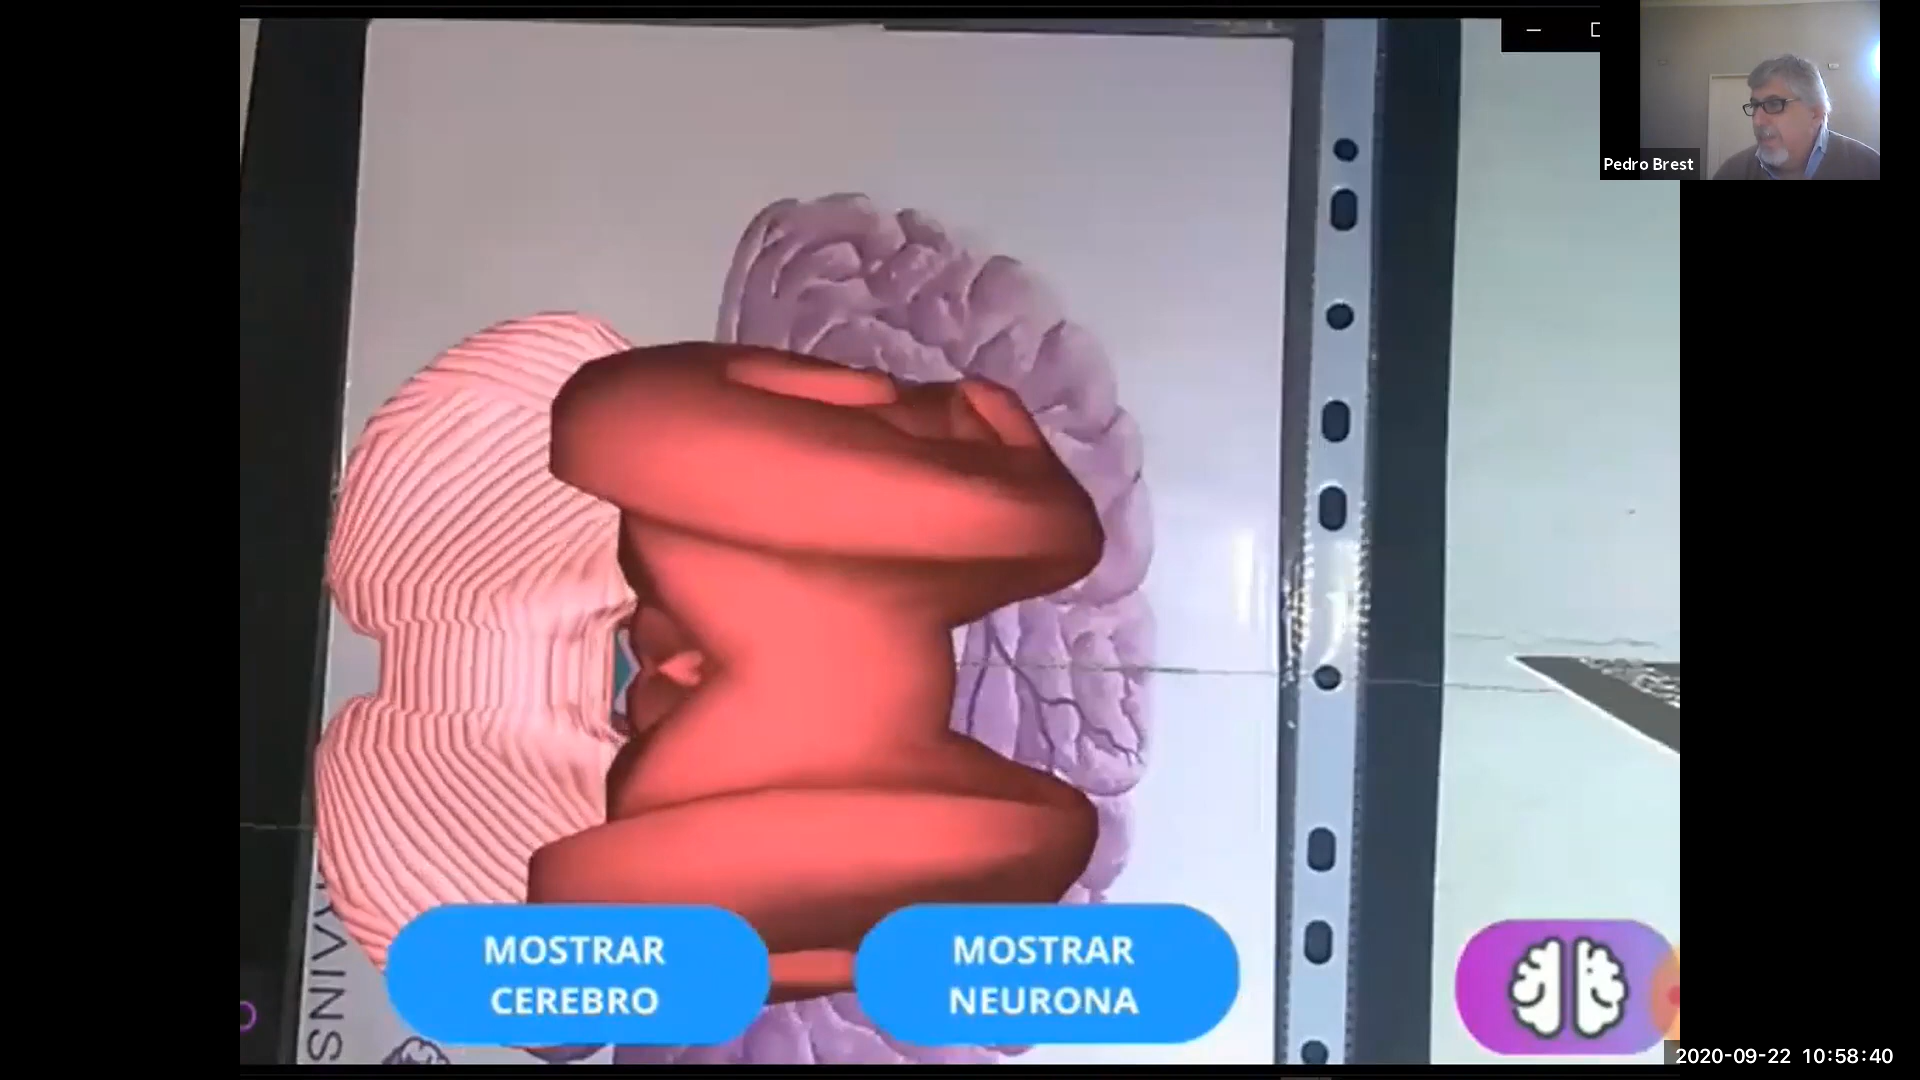 Pedro Brest
MOSTRAR
CEREBRO
MOSTRAR
NEURONA
2020-09-22 10:58:40